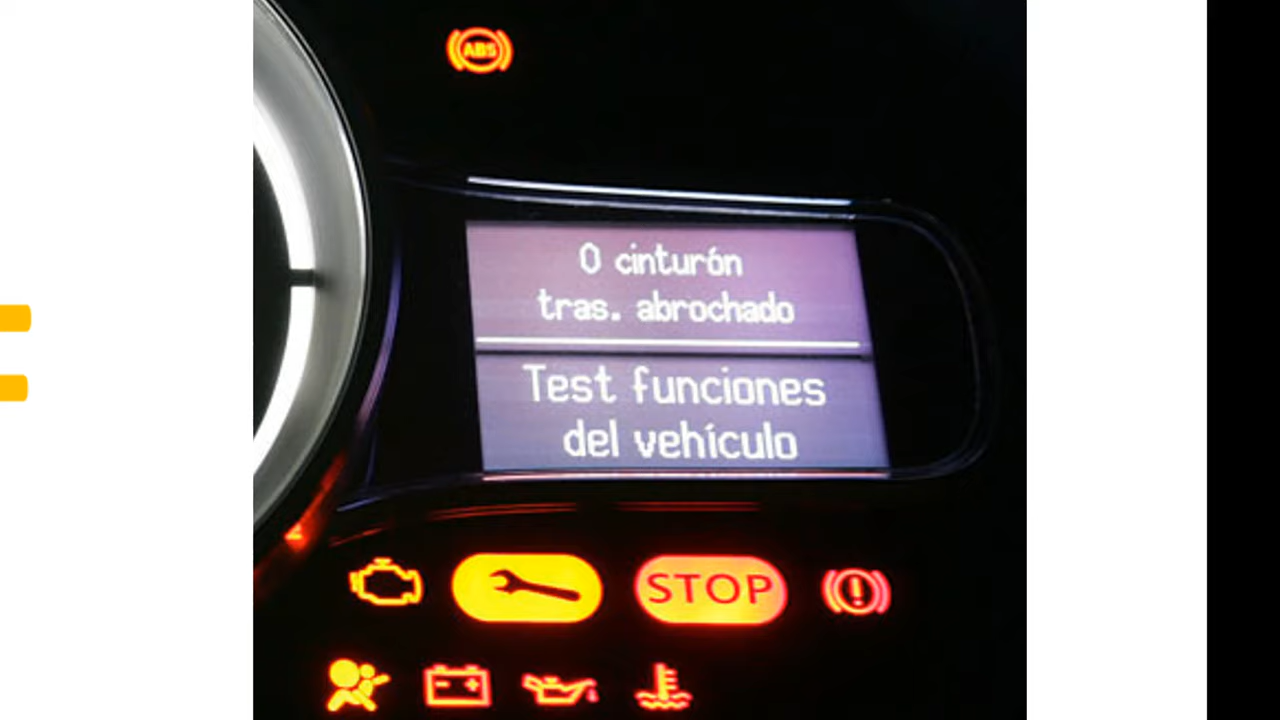 ABS
0 cinturón
tras. abrochado
Test funciones
del vehículo
STOP